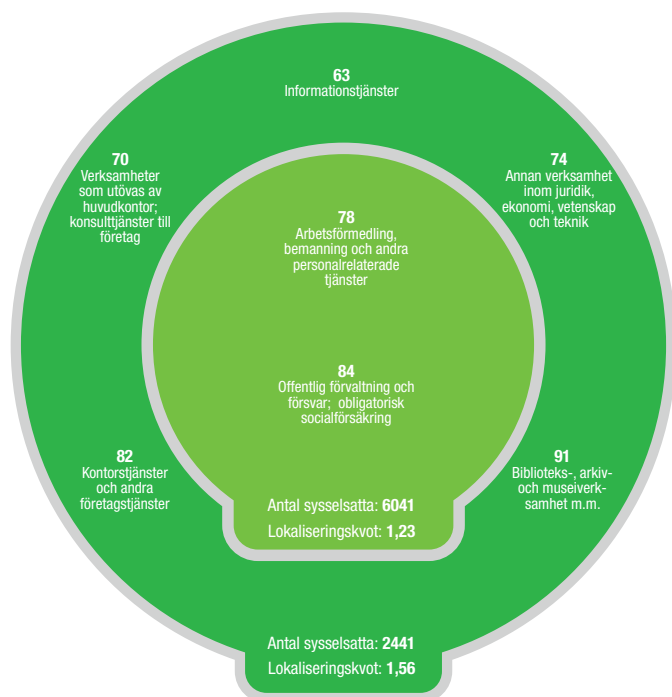 63
Informationstjänster
70
Verksamheter
som utövas av
huvudkontor;
konsulttjänster till
företag
74
Annan verksamhet
inom juridik,
ekonomi, vetenskap
och teknik
78
Arbetsförmedling,
bemanning och andra
personalrelaterade
tjänster
84
Offentlig förvaltning och
försvar; obligatorisk
socialförsäkring
82
Kontorstjänster
och andra
företagstjänster
91
Biblioteks-, arkiv-
och museiverk-
samhet m.m.
Antal sysselsatta: 6041
Lokaliseringskvot: 1,23
Antal sysselsatta: 2441
Lokaliseringskvot: 1,56